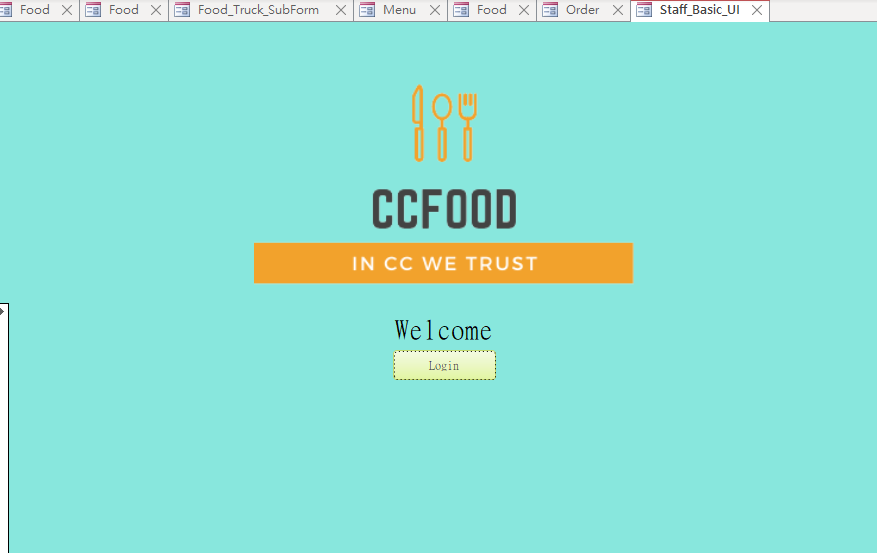 Food Food Food_Truck_SubForm Menu Food Order Staff_Basic_UI
CCFOOD
IN CC WE TRUST
Welcome
Login